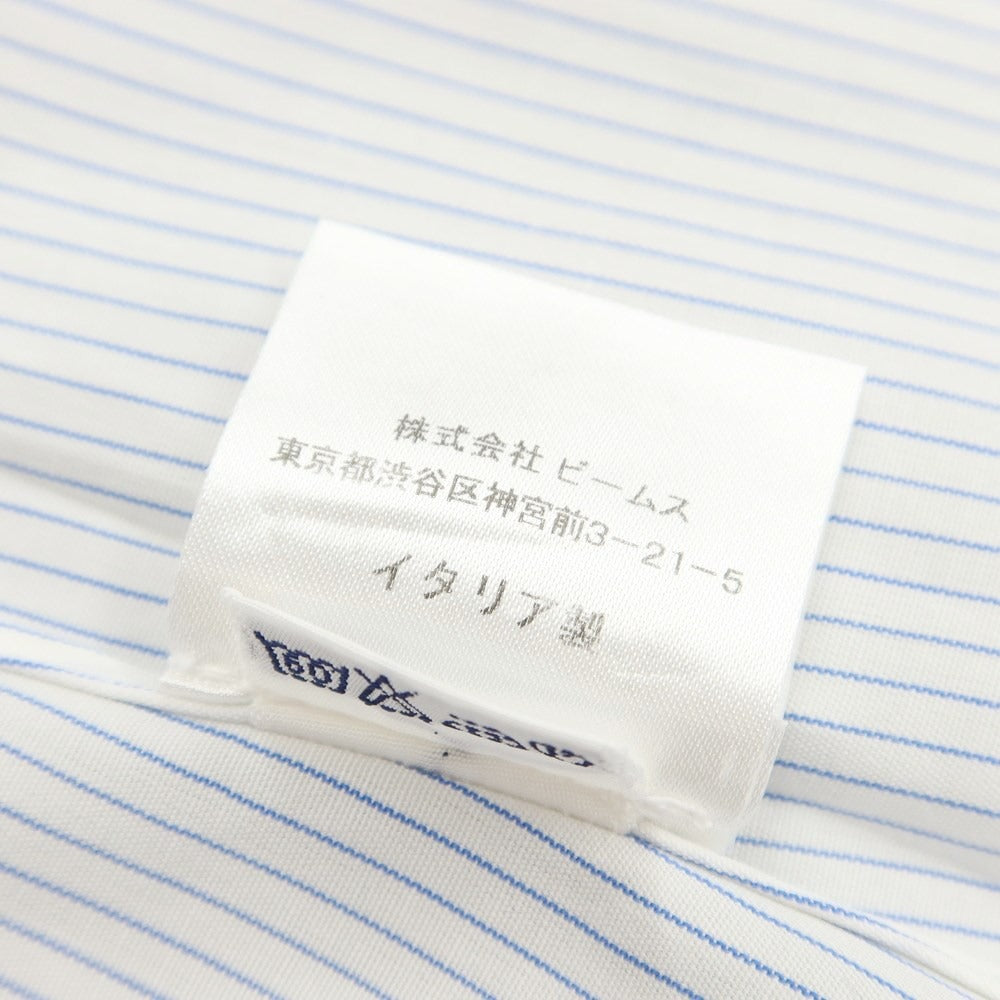 株式会社 ビームス
東京都渋谷区神宮前3-21-5
イタリア製